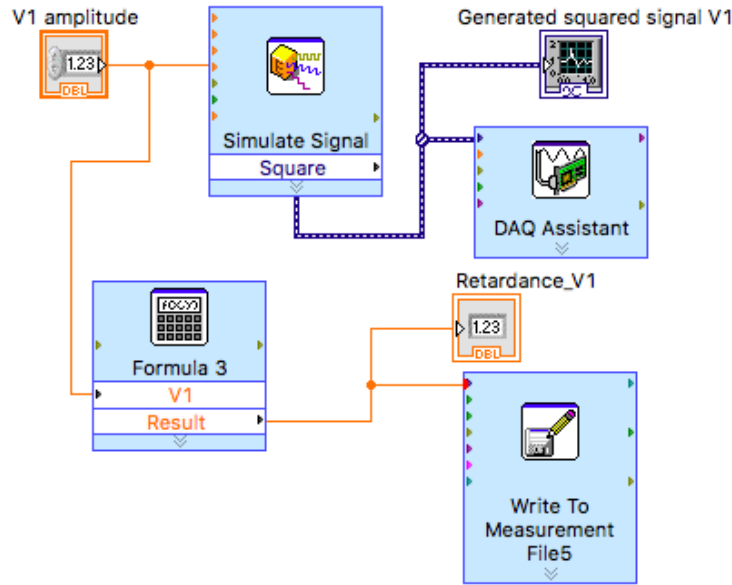 V1 amplitude
1.23
DBL
Simulate Signal
Square
Generated squared signal V1
DAQ Assistant
Formula 3
V1
Result
Retardance_V1
1.23
DBL
Write To
Measurement
File5